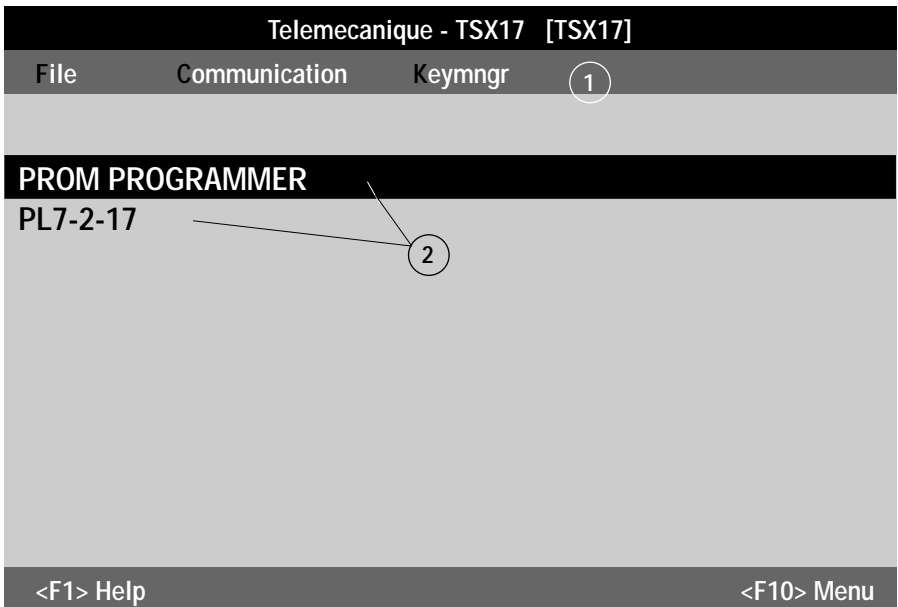 Telemecanique - TSX17 [TSX17]
File Communication Keymngr 1
PROM PROGRAMMER
PL7-2-17
2
<F1> Help <F10> Menu